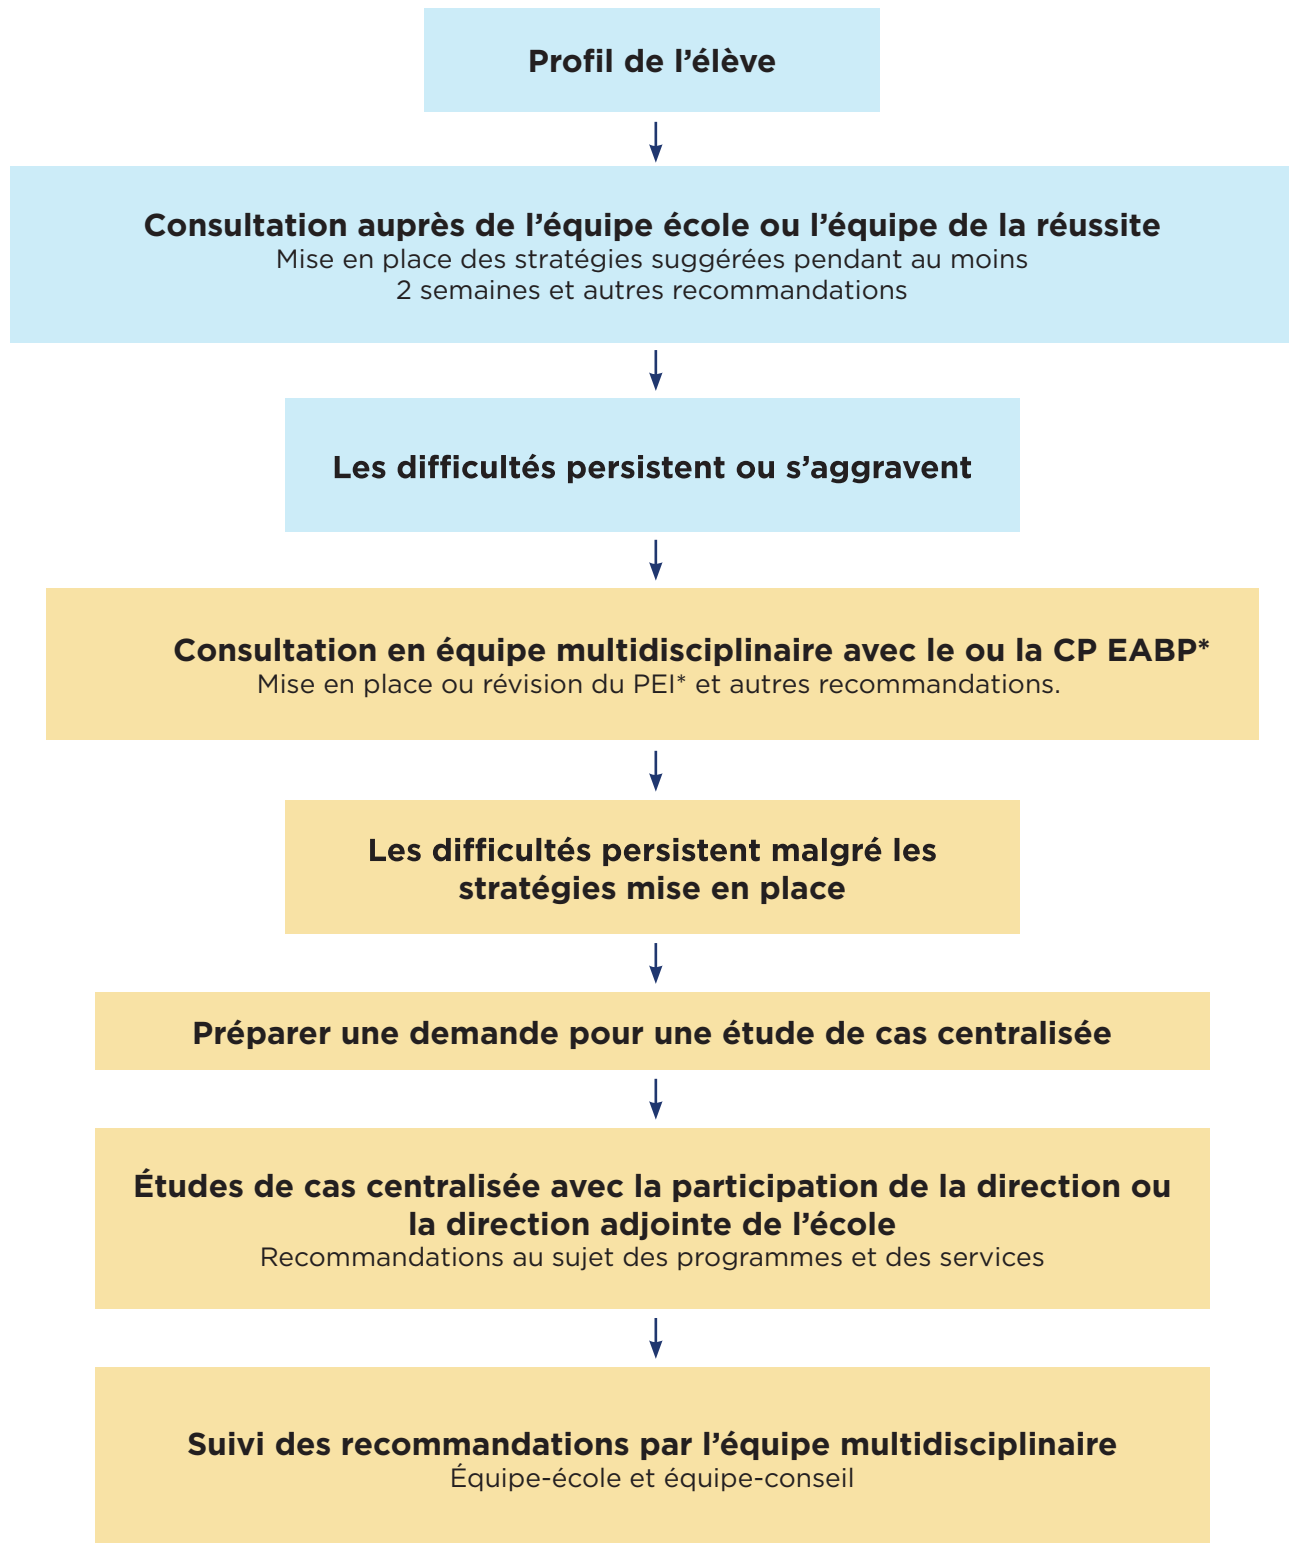 Profil de l’élève
Consultation auprès de l’équipe école ou l’équipe de la réussite
Mise en place des stratégies suggérées pendant au moins
2 semaines et autres recommandations
Les difficultés persistent ou s’aggravent
Consultation en équipe multidisciplinaire avec le ou la CP EABP*
Mise en place ou révision du PEI* et autres recommandations.
Les difficultés persistent malgré les
stratégies mise en place
Préparer une demande pour une étude de cas centralisée
Études de cas centralisée avec la participation de la direction ou
la direction adjointe de l’école
Recommandations au sujet des programmes et des services
Suivi des recommandations par l’équipe multidisciplinaire
Équipe-école et équipe-conseil